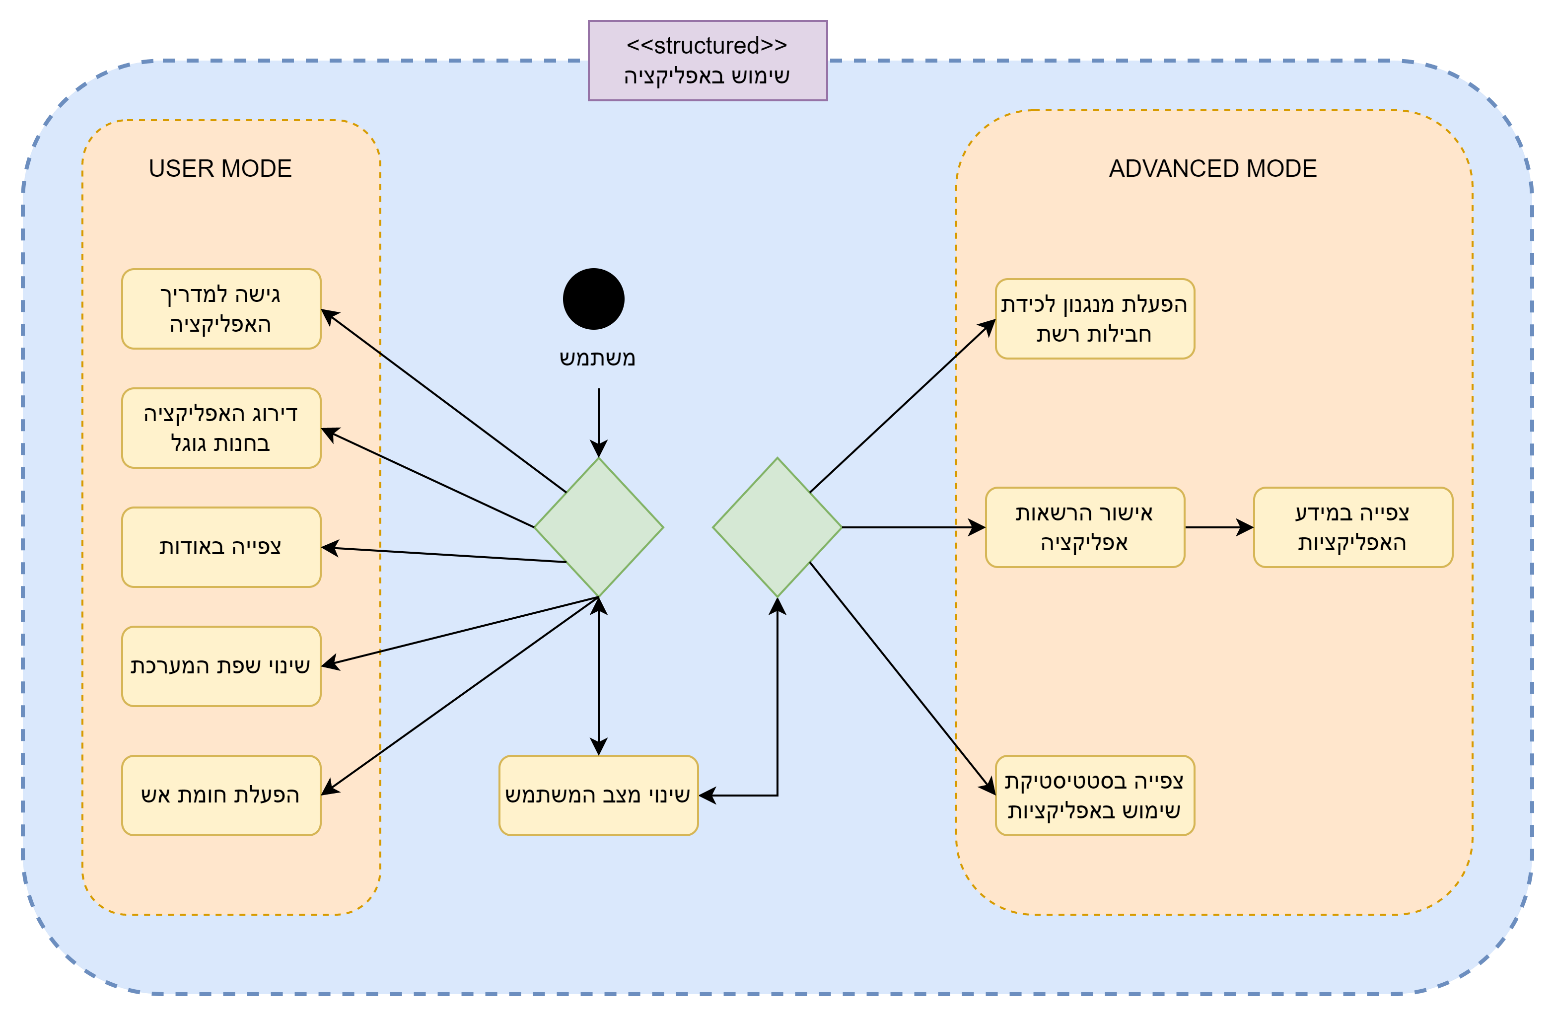 <<structured>>
שימוש באפליקציה
USER MODE
גישה למדריך
האפליקציה
דירוג האפליקציה
בחנות גוגל
צפייה באודות
שינוי שפת המערכת
הפעלת חומת אש
משתמש
שינוי מצב המשתמש
ADVANCED MODE
הפעלת מנגנון לכידת
חבילות רשת
אישור הרשאות
אפליקציה
צפייה במידע
האפליקציות
צפייה בסטטיסטיקת
שימוש באפליקציות